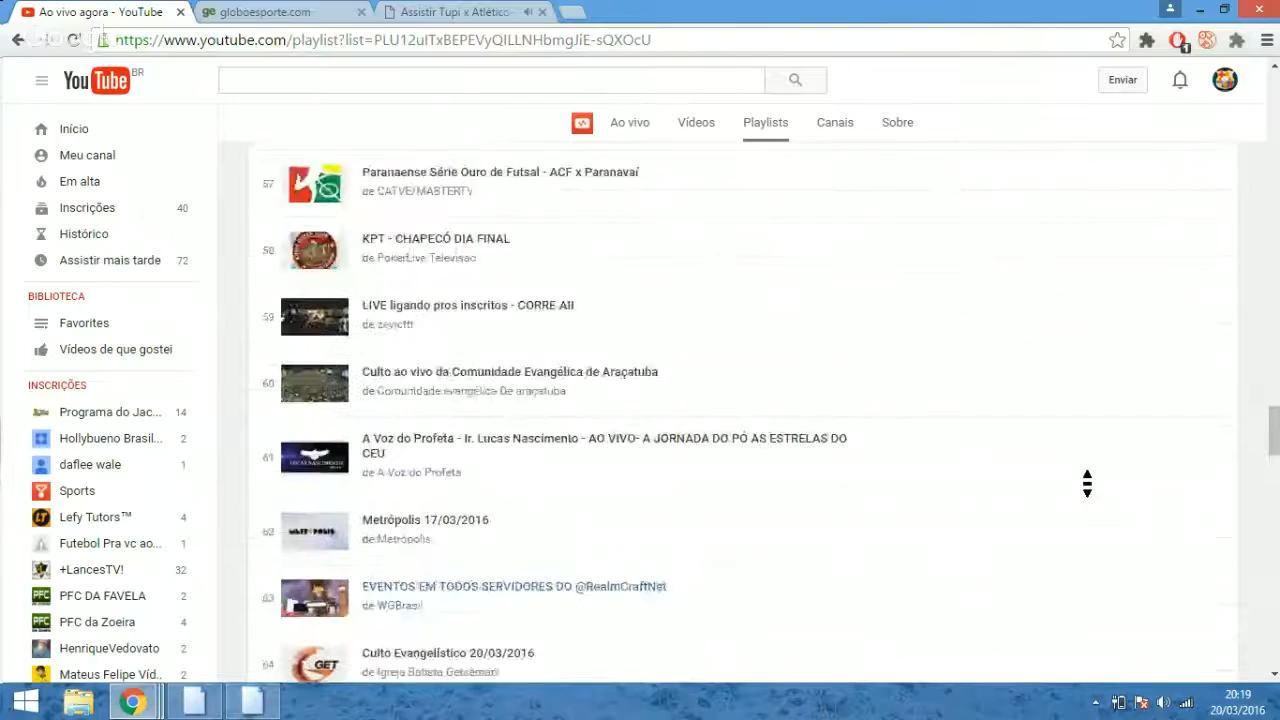 Ao vivo agora - YouTube
globoesporte.com
Assistir Tupi x Atlético-
https://www.youtube.com/playlist?list=PLU12uITxBEPEVyQILLNHbmqJiE-sQXOcU
YouTube BR
Enviar
Ao vivo Vídeos Playlists Canais Sobre
Início
Meu canal
Em alta
Inscrições 40
Histórico
Assistir mais tarde 72
BIBLIOTECA
Favorites
Vídeos de que gostei
INSCRIÇÕES
Programa do Jac... 14
Hollybueno Brasil... 2
daree wale 1
Sports
Lefy Tutors™ 4
Futebol Pra vc ao... 1
+LancesTV! 32
PFC DA FAVELA 2
PFC da Zoeira 4
HenriqueVedovato 2
Mateus Felipe Víd... 2
57 Paranaense Série Ouro de Futsal - ACF x Paranavaí
de CATVE/MASTERTV
58 KPT - CHAPECÓ DIA FINAL
de PokerLive Televisao
59 LIVE ligando pros inscritos - CORRE AII
de
60 Culto ao vivo da Comunidade Evangélica de Araçatuba
de Comunidade evangélica De araçatuba
61 A Voz do Profeta - Ir. Lucas Nascimento - AO VIVO- A JORNADA DO PÓ AS ESTRELAS DO
CEU
de A Voz do Profeta
62 Metrópolis 17/03/2016
de Metrópolis
63 EVENTOS EM TODOS SERVIDORES DO @RealmCraftNet
de WGBrasil
64 Culto Evangelístico 20/03/2016
de Igreja Batista Getsêmani
GET
20:19
20/03/2016